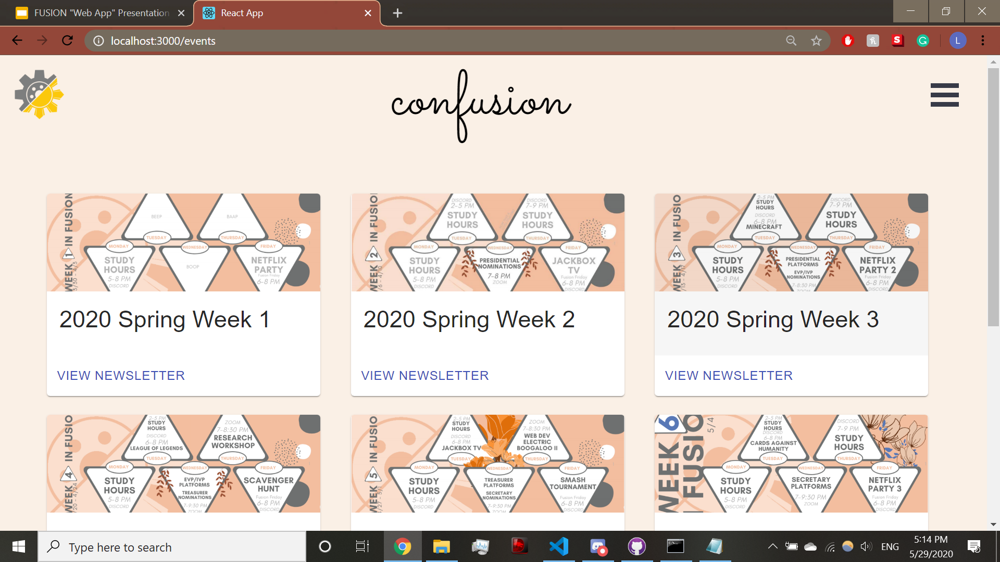 FUSION "Web App" Presentation
React App
localhost:3000/events
L
confusion
WEEK 1 IN FUSION
3/30 - 4/3
BEEP
BAAP
TUESDAY
THURSDAY
MONDAY
WEDNESDAY
FRIDAY
STUDY
HOURS
5-8 PM
DISCORD
BOOP
NETFLIX
PARTY
Fusion Friday
6-8 PM
2020 Spring Week 1
VIEW NEWSLETTER
WEEK 2 IN FUSION
/6 - 4/10
DISCORD
2-5 PM
STUDY
HOURS
DISCORD
7-9 PM
STUDY
HOURS
TUESDAY
THURSDAY
MONDAY
WEDNESDAY
FRIDAY
STUDY
HOURS
5-8 PM
DISCORD
PRESIDENTIAL
NOMINATIONS
7-8 PM
ZOOM
JACKBOX
TV
Fusion Friday
6-8 PM
DISCORD
2020 Spring Week 2
VIEW NEWSLETTER
WEEK 3 IN FUSIO
/13 - 4/17
2-5 PM
STUDY
HOURS
DISCORD
6-8 PM
MINECRAFT
DISCORD
7-9 PM
STUDY
HOURS
TUESDAY
THURSDAY
MONDAY
WEDNESDAY
FRIDAY
STUDY
HOURS
5-8 PM
DISCORD
PRESIDENTIAL
PLATFORMS
EVP/IVP
NOMINATIONS
7-8:30 PM
ZOOM
NETFLIX
PARTY 2
Fusion Friday
6-8 PM
DISCORD
2020 Spring Week 3
VIEW NEWSLETTER
WEEK 4 IN FUSIO
/20 - 4/24
2-5 PM
STUDY
HOURS
DISCORD
6-8 PM
LEAGUE OF LEGENDS
ZOOM
7-8:30 PM
RESEARCH
WORKSHOP
TUESDAY
THURSDAY
MONDAY
WEDNESDAY
FRIDAY
STUDY
HOURS
5-8 PM
DISCORD
EVP/IVP
PLATFORMS
TREASURER
NOMINATIONS
7-9:30 PM
ZOOM
SCAVENGER
HUNT
Fusion Friday
6-8 PM
DISCORD
WEEK 5 IN FUSIO
/27 - 5/1
2-5 PM
STUDY
HOURS
DISCORD
6-8 PM
JACKBOX TV
ZOOM
7-8:30 PM
WEB DEV
ELECTRIC
BOOGALOO II
TUESDAY
THURSDAY
MONDAY
WEDNESDAY
FRIDAY
STUDY
HOURS
5-8 PM
DISCORD
TREASURER
PLATFORMS
SECRETARY
NOMINATIONS
7-9:30 PM
ZOOM
SMASH
TOURNAMENT
Fusion Friday
6-8 PM
DISCORD
WEEK 6
N FUSIO
5/4
2-5 PM
STUDY
HOURS
DISCORD
6-8 PM
CARDS AGAINST
HUMANITY
DISCORD
7-9 PM
STUDY
HOURS
TUESDAY
THURSDAY
MONDAY
WEDNESDAY
FRIDAY
STUDY
HOURS
5-8 PM
DISCORD
SECRETARY
PLATFORMS
7-9:30 PM
ZOOM
NETFLIX
PARTY 3
Fusion Friday
6-8 PM
DISCORD
Type here to search
ENG
5:14 PM
5/29/2020